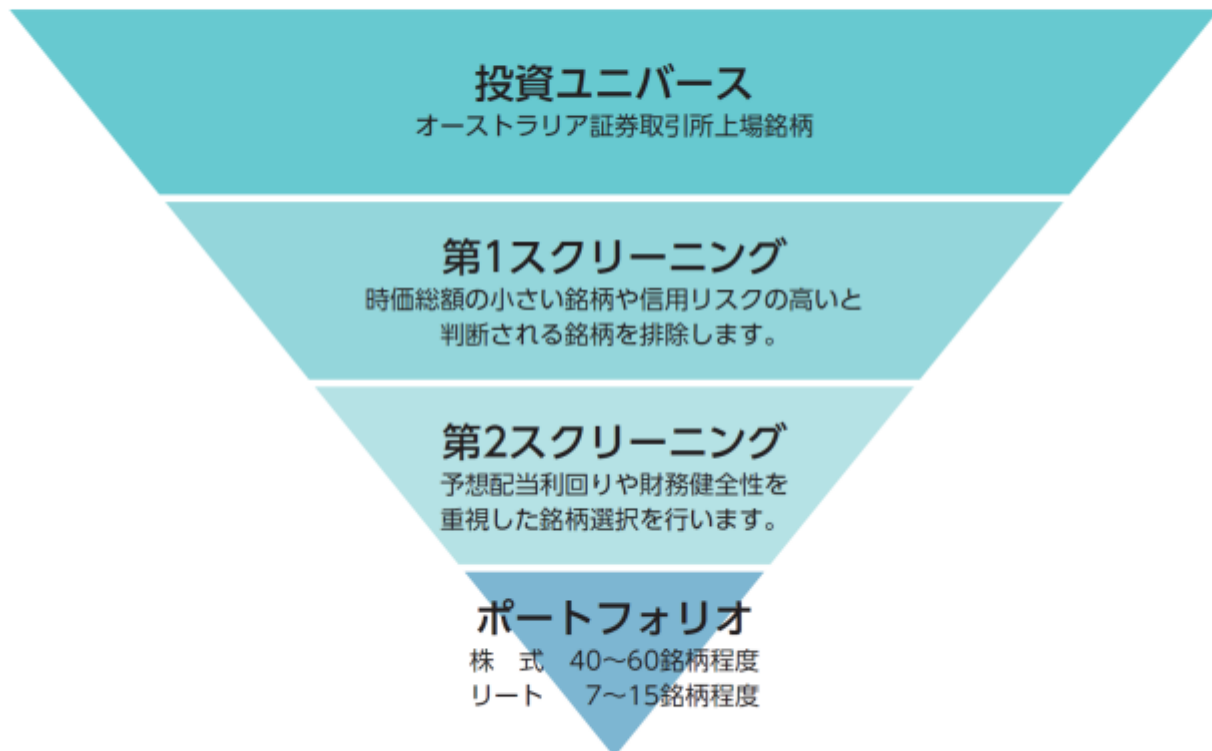 投資ユニバース
オーストラリア証券取引所上場銘柄
第1スクリーニング
時価総額の小さい銘柄や信用リスクの高いと
判断される銘柄を排除します。
第2スクリーニング
予想配当利回りや財務健全性を
重視した銘柄選択を行います。
ポートフォリオ
株　式　40～60銘柄程度
リート　7～15銘柄程度